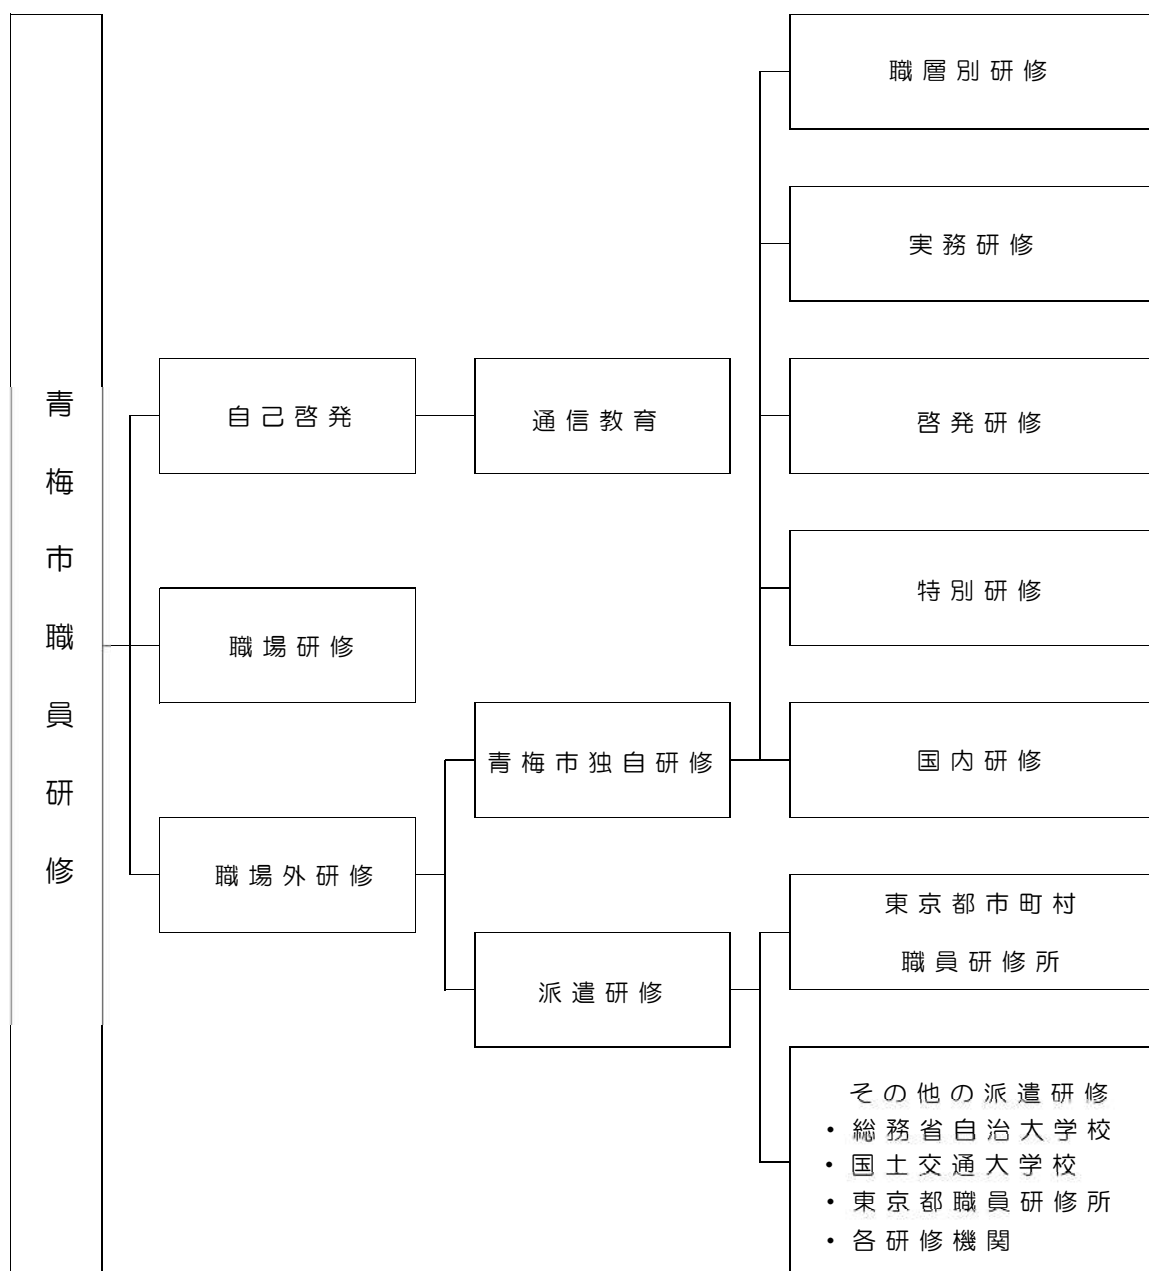 青梅市職員研修
自己啓発
職場研修
職場外研修
通信教育
青梅市独自研修
派遣研修
職層別研修
実務研修
啓発研修
特別研修
国内研修
東京都市町村
職員研修所
その他の派遣研修
・総務省自治大学校
・国土交通大学校
・東京都職員研修所
・各研修機関